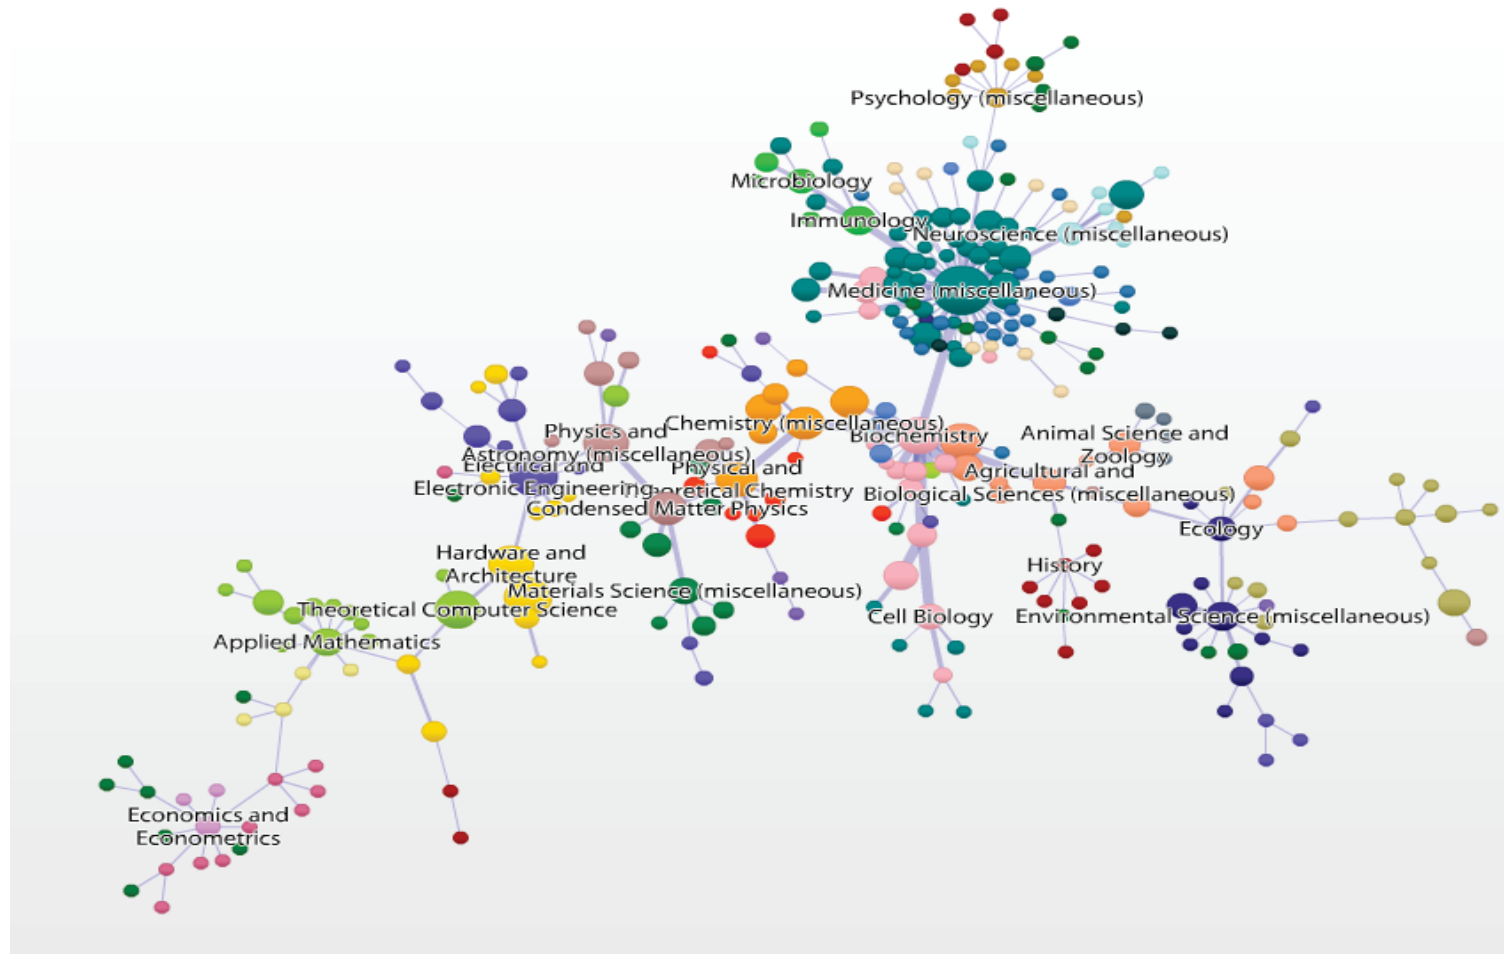 Psychology (miscellaneous)
Microbiology
Immunology
Neuroscience (miscellaneous)
Medicine (miscellaneous)
Chemistry (miscellaneous)
Biochemistry
Physics and
Astronomy (miscellaneous)
Animal Science and
Zoology
Electrical and
Electronic Engineering
Physical and
oretical Chemistry
Agricultural and
Biological Sciences (miscellaneous)
Condensed Matter Physics
Ecology
Hardware and
Architecture
History
Materials Science (miscellaneous)
Theoretical Computer Science
Cell Biology
Environmental Science (miscellaneous)
Applied Mathematics
Economics and
Econometrics